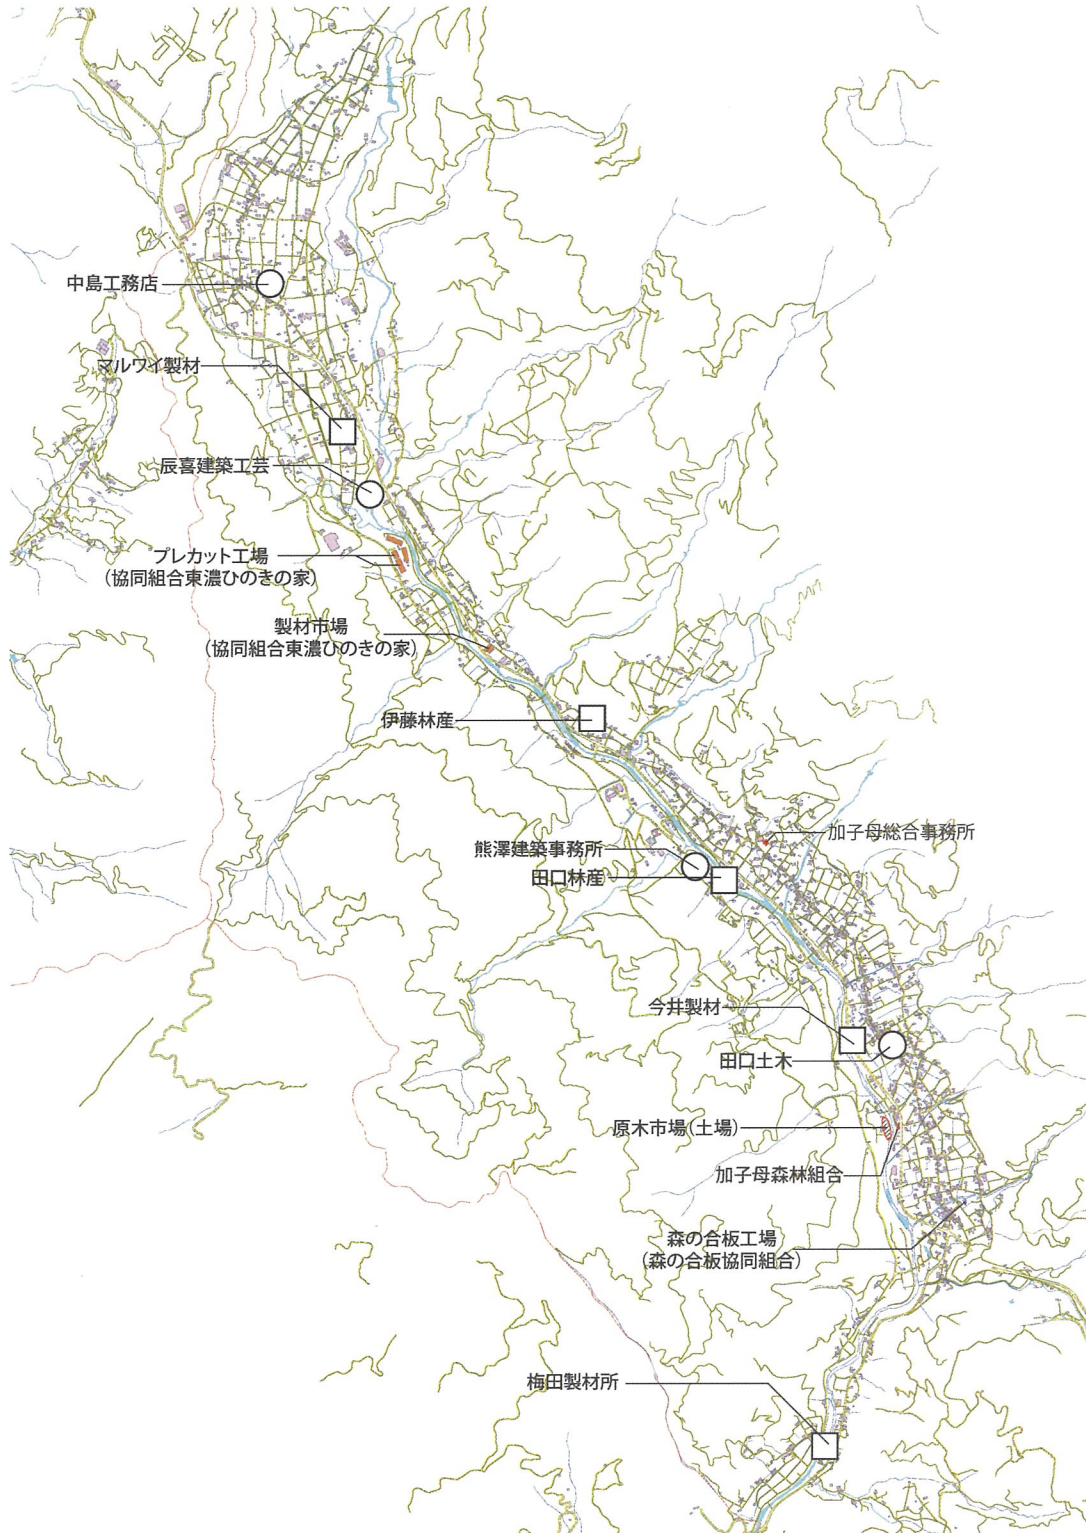 中島工務店
マルワイ製材
辰喜建築工芸
プレカット工場
（協同組合東濃ひのきの家）
製材市場
（協同組合東濃ひのきの家）
伊藤林産
加子母総合事務所
熊澤建築事務所
田口林産
今井製材
田口土木
原木市場（土場）
加子母森林組合
森の合板工場
（森の合板協同組合）
梅田製材所